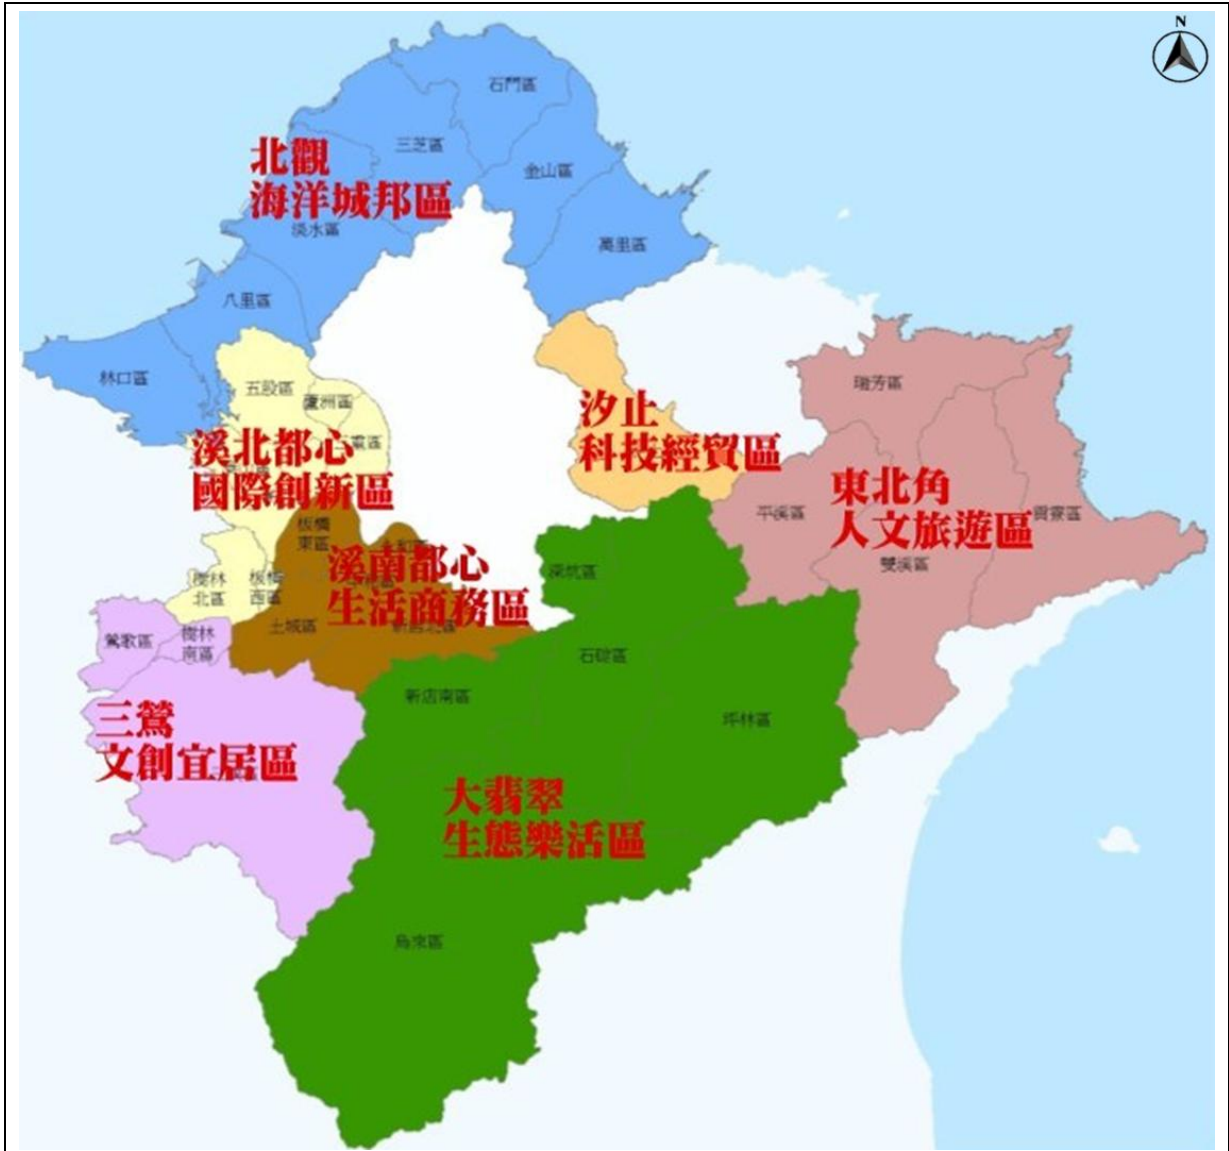 N
石門區
三芝區
北觀
海洋城邦區
金山區
淡水區
萬里區
八里區
林口區
五股區
蘆洲區
瑞芳區
汐止
科技經貿區
溪北都心
國際創新區
重區
東北角
人文旅遊區
平溪區
貢寮區
雙溪區
板橋
東區
溪南都心
生活商務區
深坑區
樹林
北區
板橋
西區
土城區
新店北區
鶯歌區
樹林
南區
石碇區
新店南區
坪林區
三鶯
文創宜居區
大翡翠
生態樂活區
烏來區